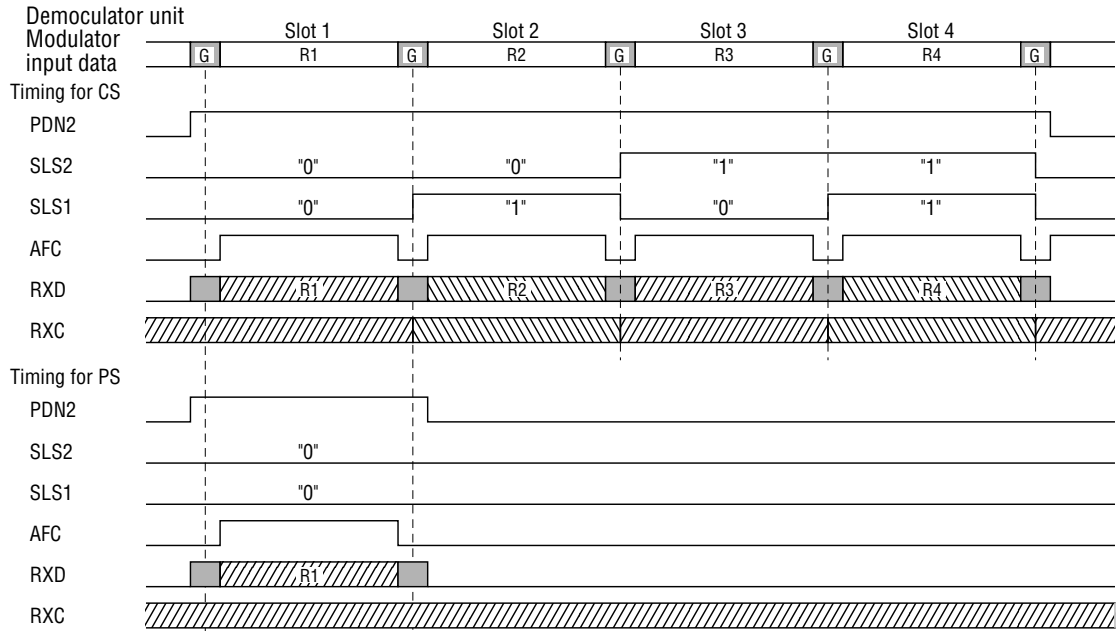 Democulator unit
Modulator
input data
Slot 1 Slot 2 Slot 3 Slot 4
G R1 G R2 G R3 G R4 G
Timing for CS
PDN2
SLS2 "0" "0" "1" "1"
SLS1 "0" "1" "0" "1"
AFC
RXD R1 R2 R3 R4
RXC
Timing for PS
PDN2
SLS2 "0"
SLS1 "0"
AFC
RXD R1
RXC